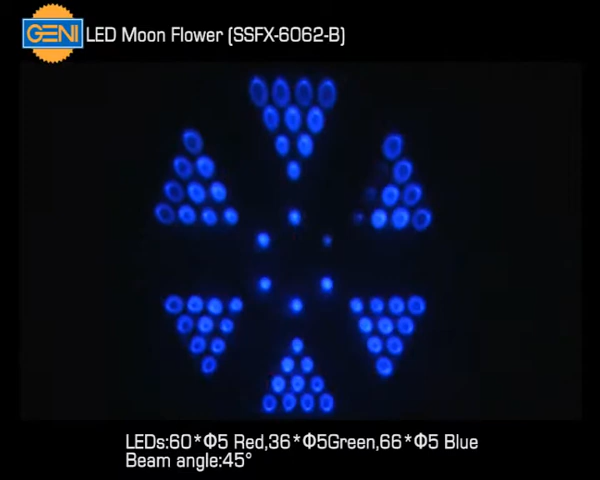 GENI
LED Moon Flower (SSFX-6062-B)
LEDs:60*Φ5 Red,36*Φ5Green,66*Φ5 Blue
Beam angle:45°